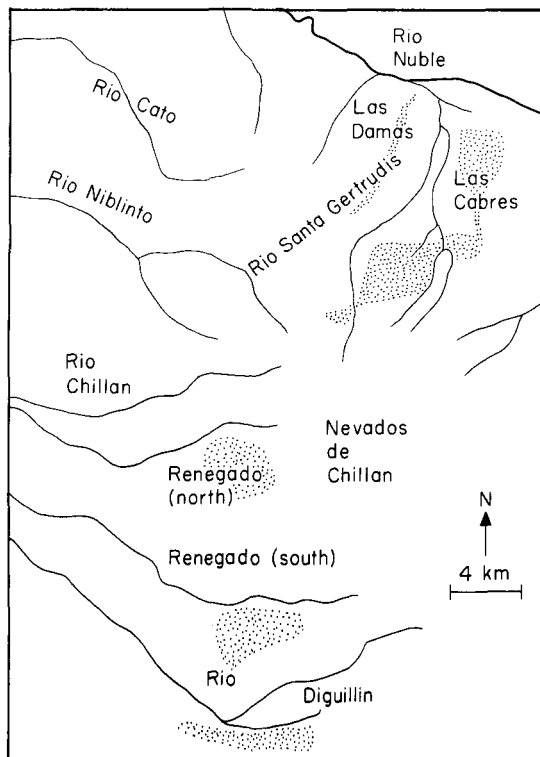 Rio
Nuble
Rio Cato
Las
Damas
Rio Niblinto
Rio Santa Gertrudis
Las
Cabres
Rio
Chillan
Nevados
de
Chillan
Renegado
(north)
N
Renegado (south)
4 km
Rio
Diguillin